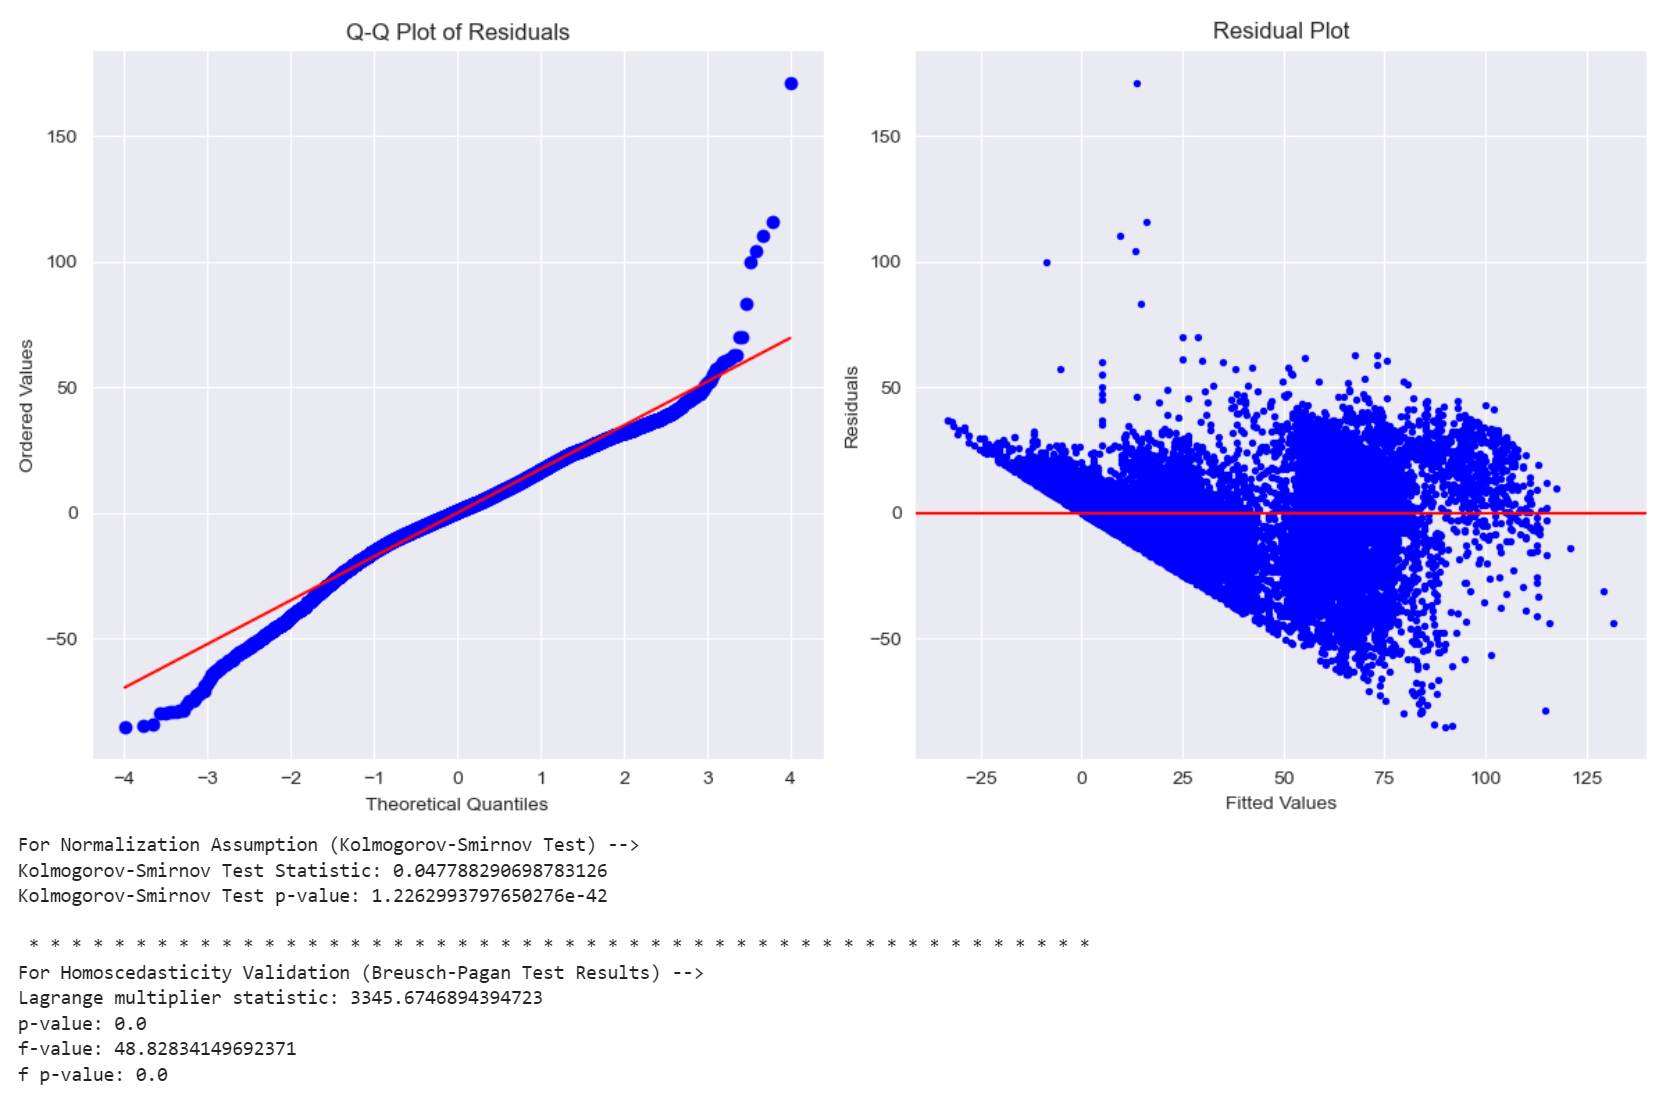 Q-Q Plot of Residuals
Ordered Values
150
100
50
0
−50
−4 −3 −2 −1 0 1 2 3 4
Theoretical Quantiles
Residual Plot
Residuals
150
100
50
0
−50
−25 0 25 50 75 100 125
Fitted Values
For Normalization Assumption (Kolmogorov-Smirnov Test) -->
Kolmogorov-Smirnov Test Statistic: 0.047788290698783126
Kolmogorov-Smirnov Test p-value: 1.2262993797650276e-42
* * * * * * * * * * * * * * * * * * * * * * * * * * * * * * * * * * * * * * * * * * * * * * * * * *
For Homoscedasticity Validation (Breusch-Pagan Test Results) -->
Lagrange multiplier statistic: 3345.6746894394723
p-value: 0.0
f-value: 48.82834149692371
f p-value: 0.0